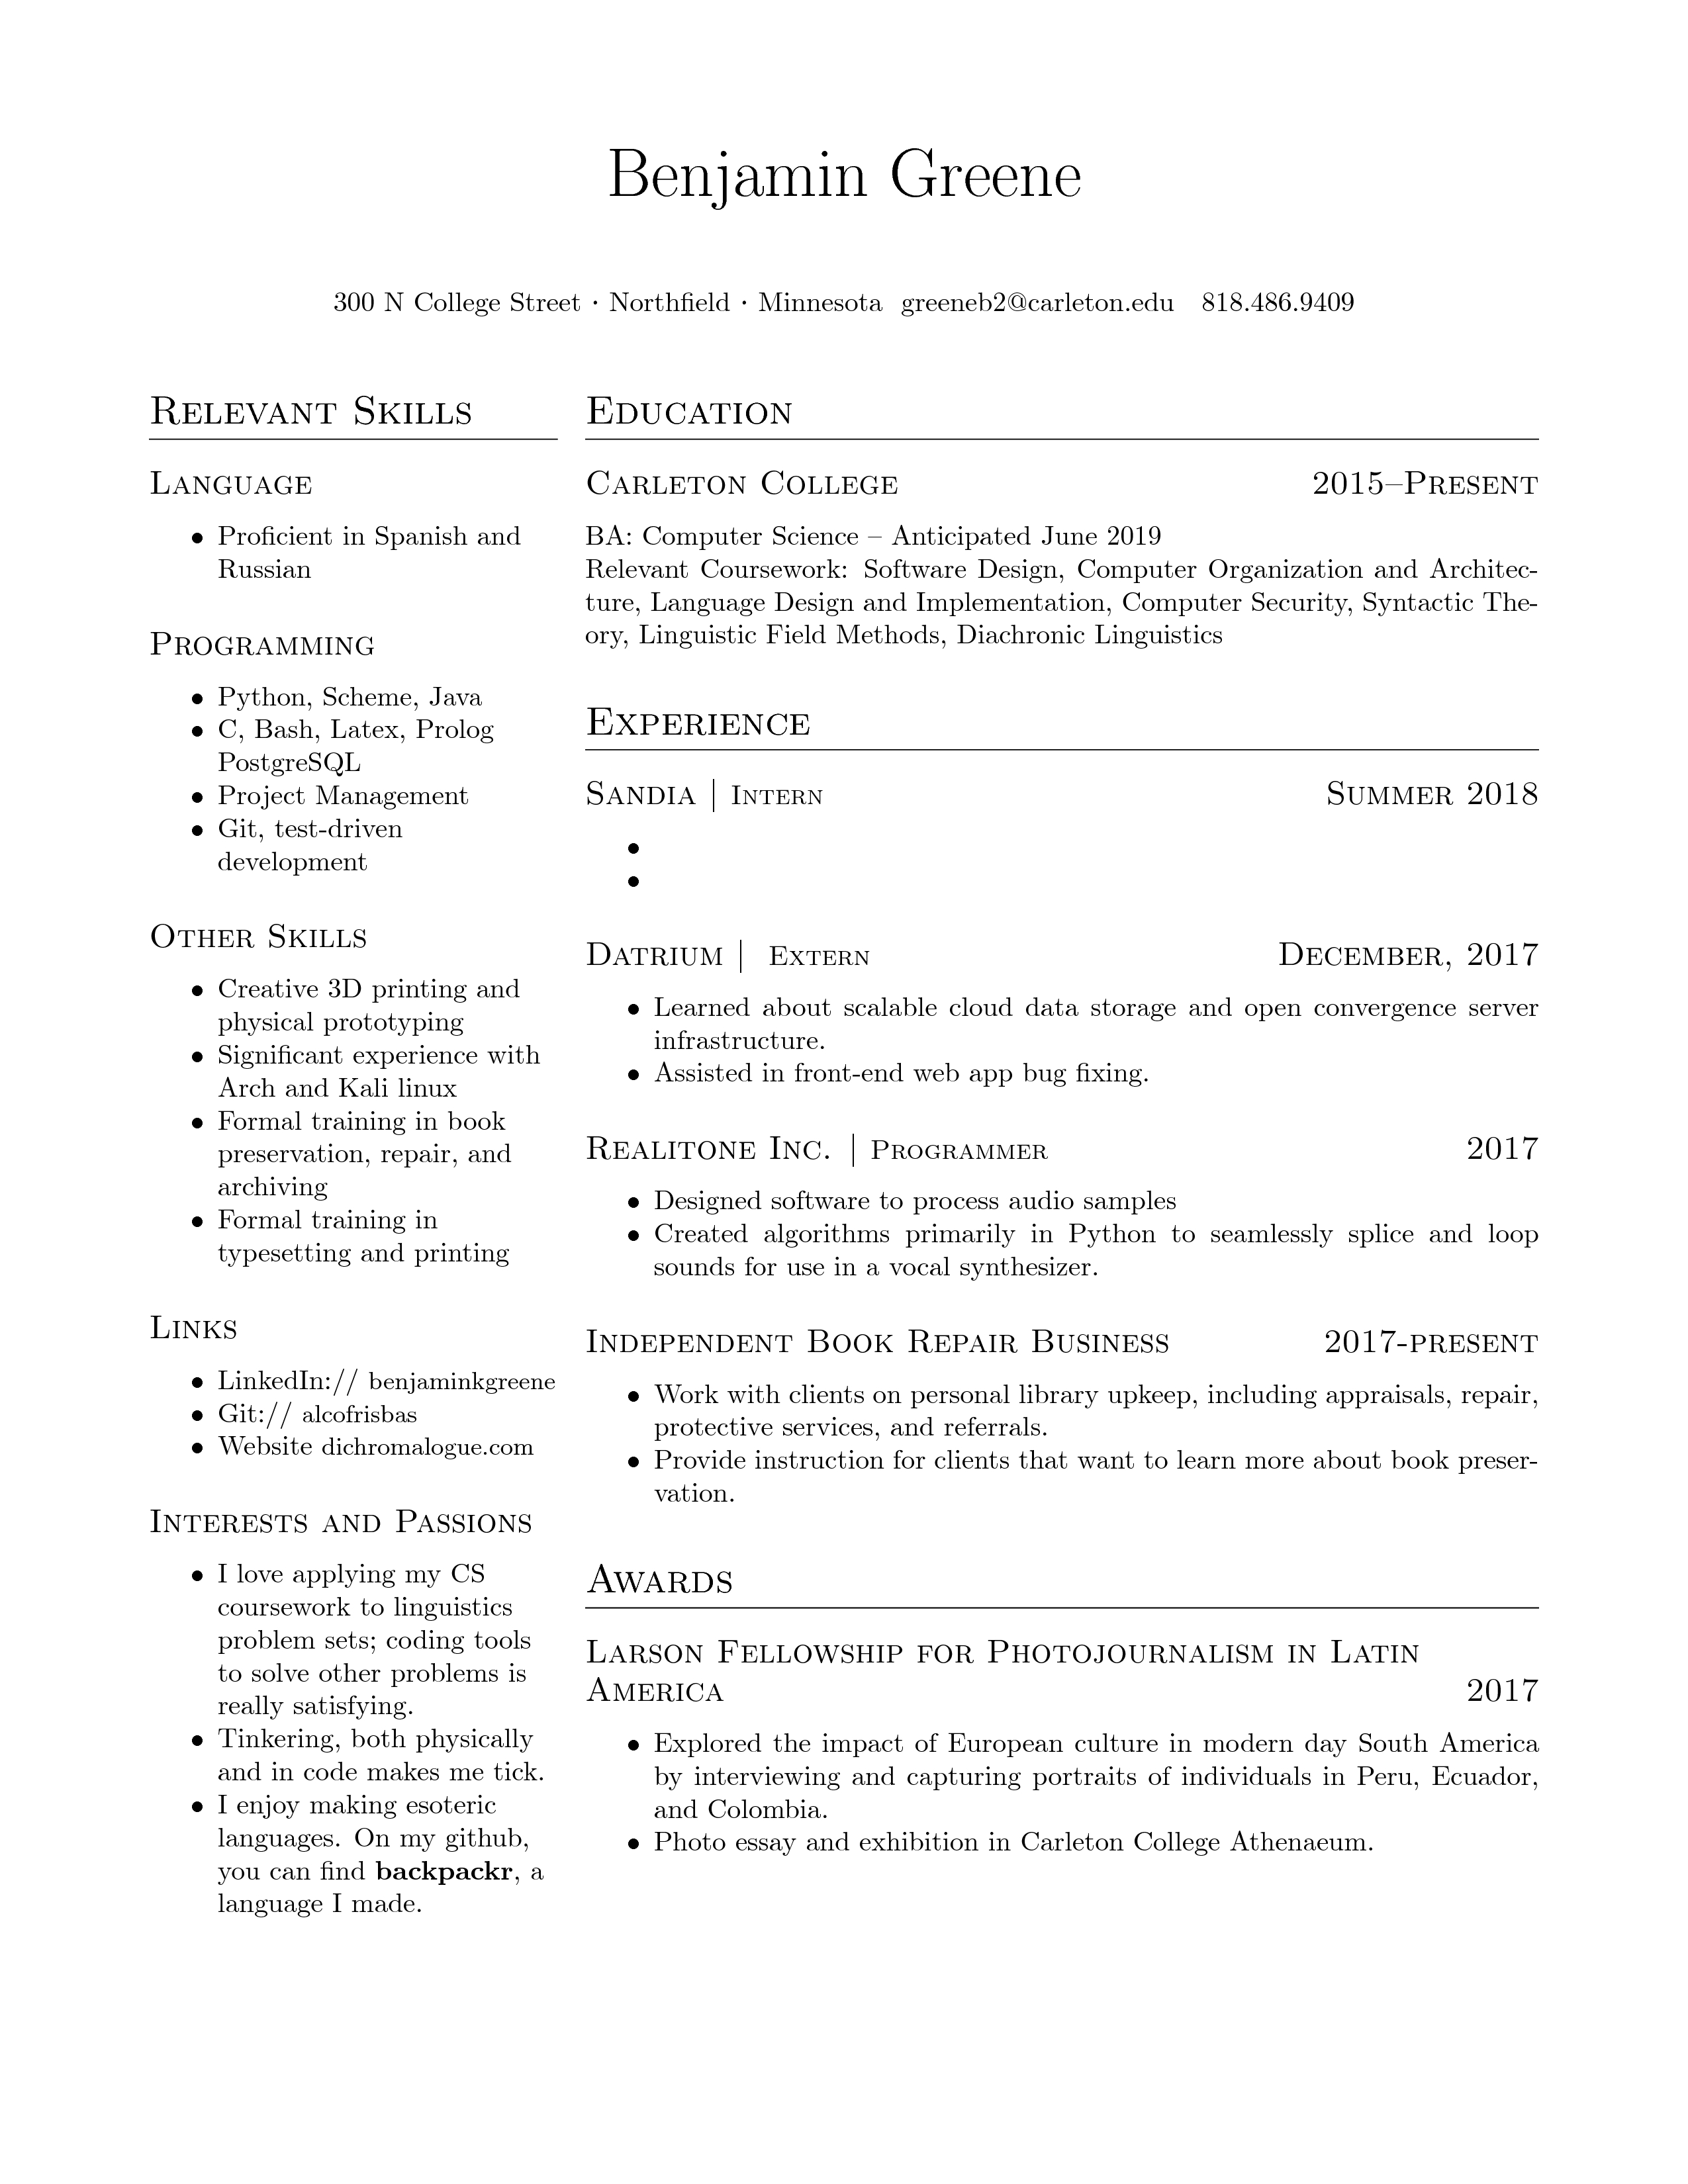 Benjamin Greene
300 N College Street · Northfield · Minnesota greeneb2@carleton.edu 818.486.9409
Relevant Skills
Language
• Proficient in Spanish and
Russian
Programming
• Python, Scheme, Java
• C, Bash, Latex, Prolog
PostgreSQL
• Project Management
• Git, test-driven
development
Other Skills
• Creative 3D printing and
physical prototyping
• Significant experience with
Arch and Kali linux
• Formal training in book
preservation, repair, and
archiving
• Formal training in
typesetting and printing
Links
• LinkedIn:// benjaminkgreene
• Git:// alcofrisbas
• Website dichromalogue.com
Interests and Passions
• I love applying my CS
coursework to linguistics
problem sets; coding tools
to solve other problems is
really satisfying.
• Tinkering, both physically
and in code makes me tick.
• I enjoy making esoteric
languages. On my github,
you can find backpackr, a
language I made.
Education
Carleton College 2015–Present
BA: Computer Science – Anticipated June 2019
Relevant Coursework: Software Design, Computer Organization and Architec-
ture, Language Design and Implementation, Computer Security, Syntactic The-
ory, Linguistic Field Methods, Diachronic Linguistics
Experience
Sandia | Intern Summer 2018
•
•
Datrium | Extern December, 2017
• Learned about scalable cloud data storage and open convergence server
infrastructure.
• Assisted in front-end web app bug fixing.
Realitone Inc. | Programmer 2017
• Designed software to process audio samples
• Created algorithms primarily in Python to seamlessly splice and loop
sounds for use in a vocal synthesizer.
Independent Book Repair Business 2017-present
• Work with clients on personal library upkeep, including appraisals, repair,
protective services, and referrals.
• Provide instruction for clients that want to learn more about book preser-
vation.
Awards
Larson Fellowship for Photojournalism in Latin
America 2017
• Explored the impact of European culture in modern day South America
by interviewing and capturing portraits of individuals in Peru, Ecuador,
and Colombia.
• Photo essay and exhibition in Carleton College Athenaeum.